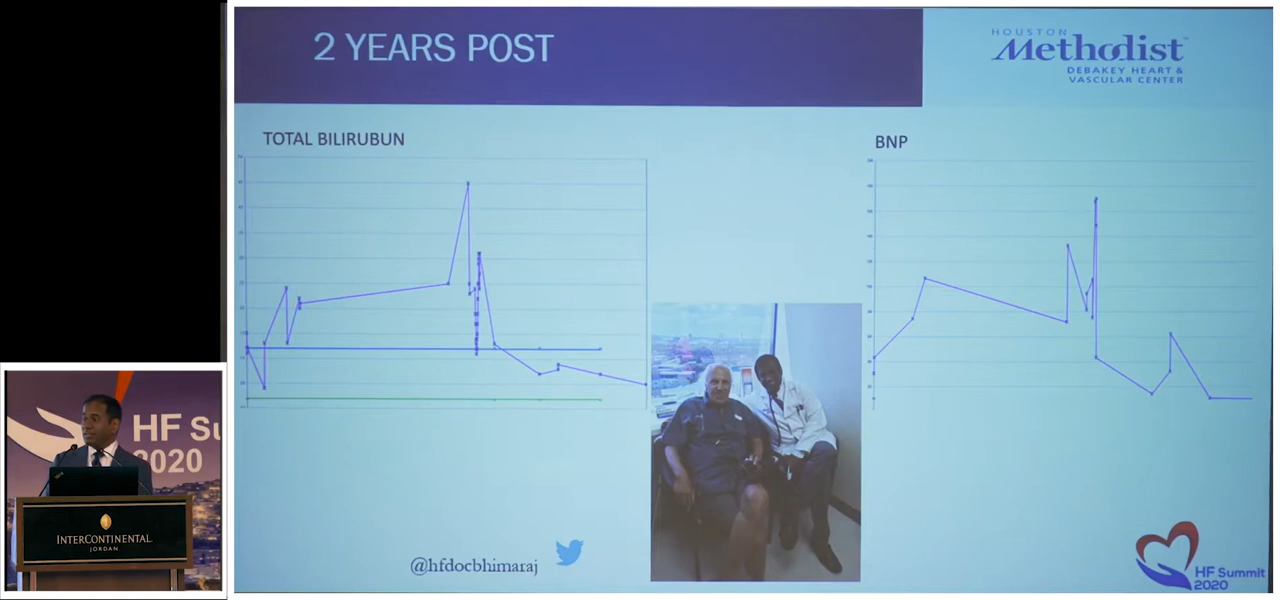 2 YEARS POST
HOUSTON
Methodist
DEBAKEY HEART &
VASCULAR CENTER
TOTAL BILIRUBUN
BNP
@hfdocbhimaraj
HF Summit
2020
HF Su
2020
INTERCONTINENTAL
JORDAN